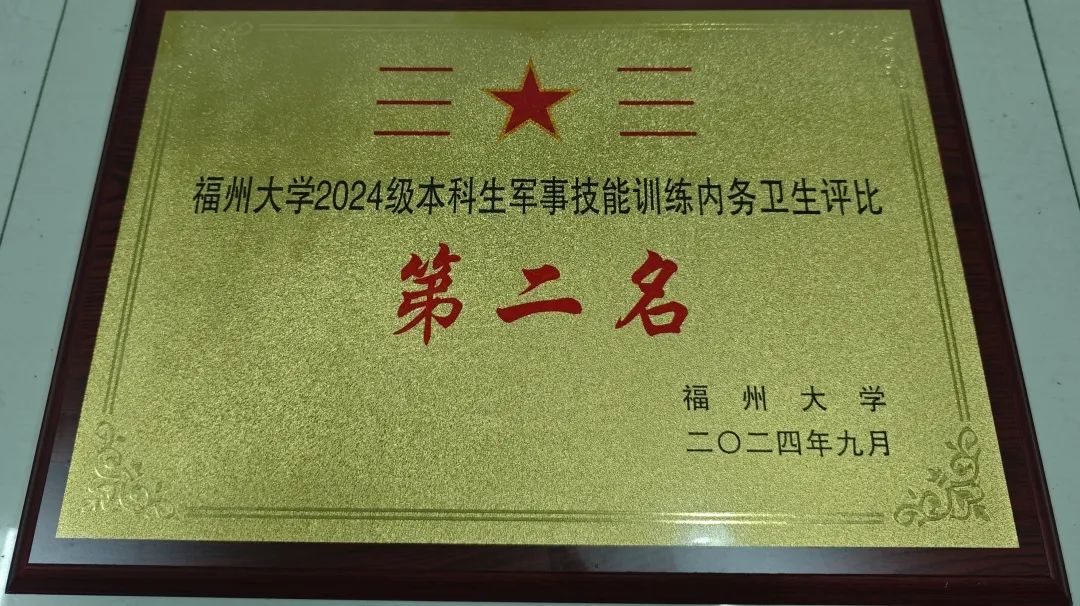 福州大学2024级本科生军事技能训练内务卫生评比
第二名
福州大学
二〇二四年九月